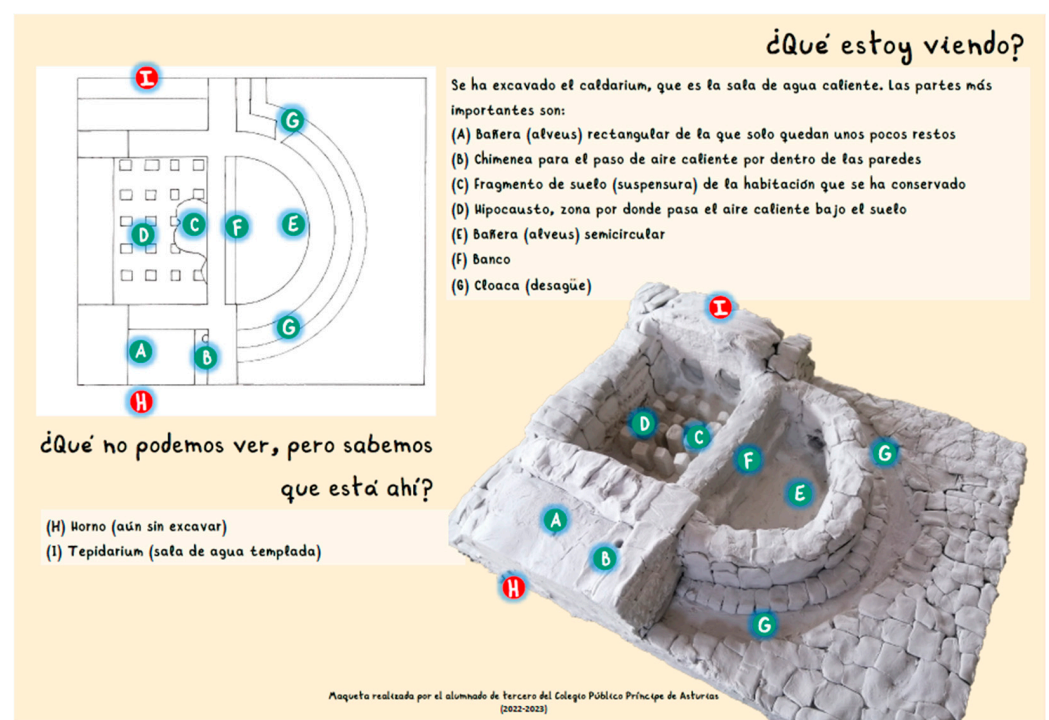 ¿Qué estoy viendo?
Se ha excavado el caldarium, que es la sala de agua caliente. Las partes más
importantes son:
(A) Bañera (alveus) rectangular de la que solo quedan unos pocos restos
(B) Chimenea para el paso de aire caliente por dentro de las paredes
(C) Fragmento de suelo (suspensura) de la habitación que se ha conservado
(D) Hipocausto, zona por donde pasa el aire caliente bajo el suelo
(E) Bañera (alveus) semicircular
(F) Banco
(G) Cloaca (desagüe)
I
G
D
C
F
E
G
A
B
H
¿Qué no podemos ver, pero sabemos
que está ahí?
(H) Horno (aún sin excavar)
(I) Tepidarium (sala de agua templada)
I
D
C
F
G
E
A
B
H
G
Maqueta realizada por el alumnado de tercero del Colegio Público Príncipe de Asturias
(2022-2023)